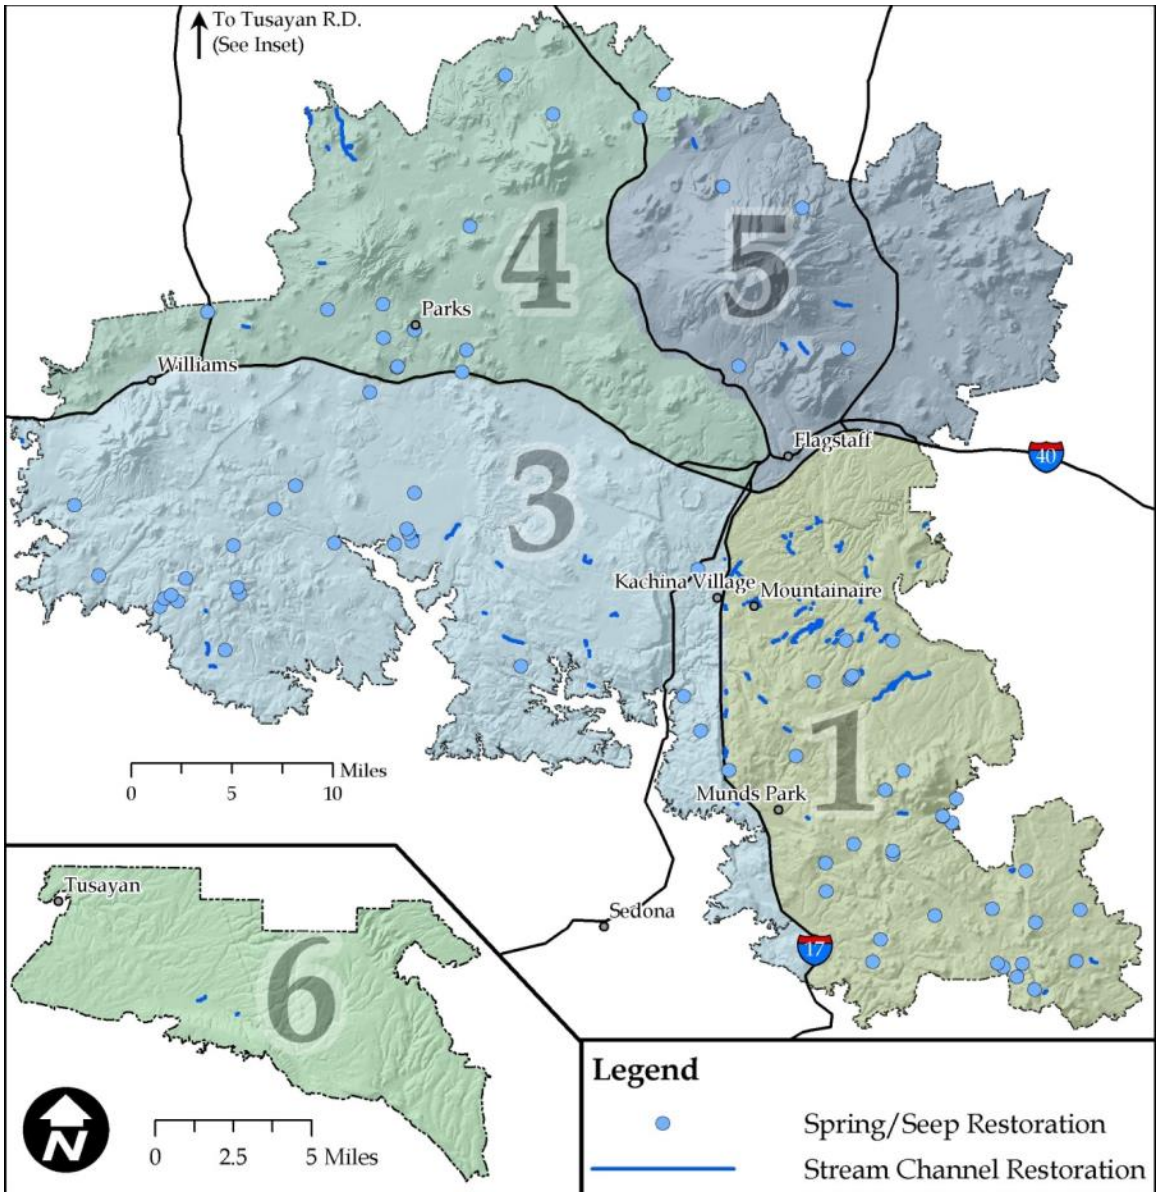 To Tusayan R.D.
(See Inset)
4
5
Parks
Williams
Flagstaff
40
3
Kachina Village
Mountainaire
1
Miles
0 5 10
Munds Park
Tusayan
Sedona
17
6
N
0 2.5 5 Miles
Legend
Spring/Seep Restoration
Stream Channel Restoration